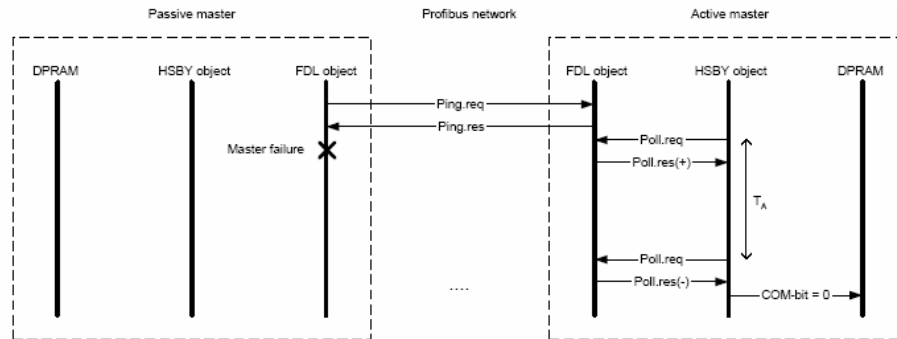 Passive master Profibus network Active master
DPRAM HSBY object FDL object FDL object HSBY object DPRAM
Ping.req
Ping.res
Master failure Poll.req
Poll.res(+)
TA
Poll.req
.... Poll.res(-)
COM-bit = 0